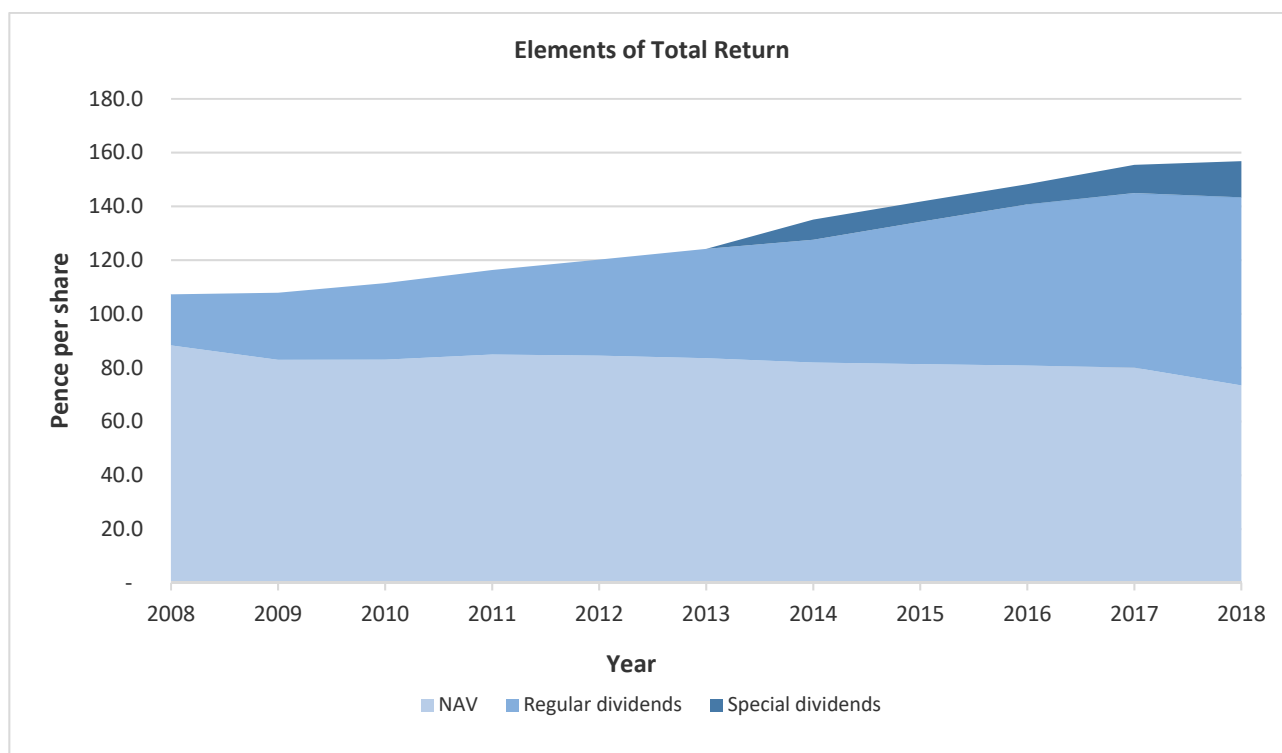 Elements of Total Return
180.0
160.0
140.0
120.0
100.0
80.0
60.0
40.0
20.0
-
Pence per share
2008 2009 2010 2011 2012 2013 2014 2015 2016 2017 2018
Year
NAV Regular dividends Special dividends